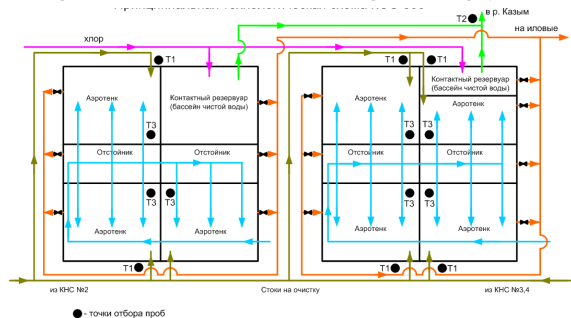 Т2
в р. Казым
на иловые
хлор
Т1
Т1
Т1
Контактный резервуар
(бассейн чистой воды)
Контактный резервуар
(бассейн чистой воды)
Аэротенк
Аэротенк
Аэротенк
Т3
Т3
Т3
Отстойник
Отстойник
Отстойник
Отстойник
Т3
Т3
Т3
Т3
Аэротенк
Аэротенк
Аэротенк
Аэротенк
Т1
Т1
Т1
из КНС №2
Стоки на очистку
из КНС №3,4
- точки отбора проб